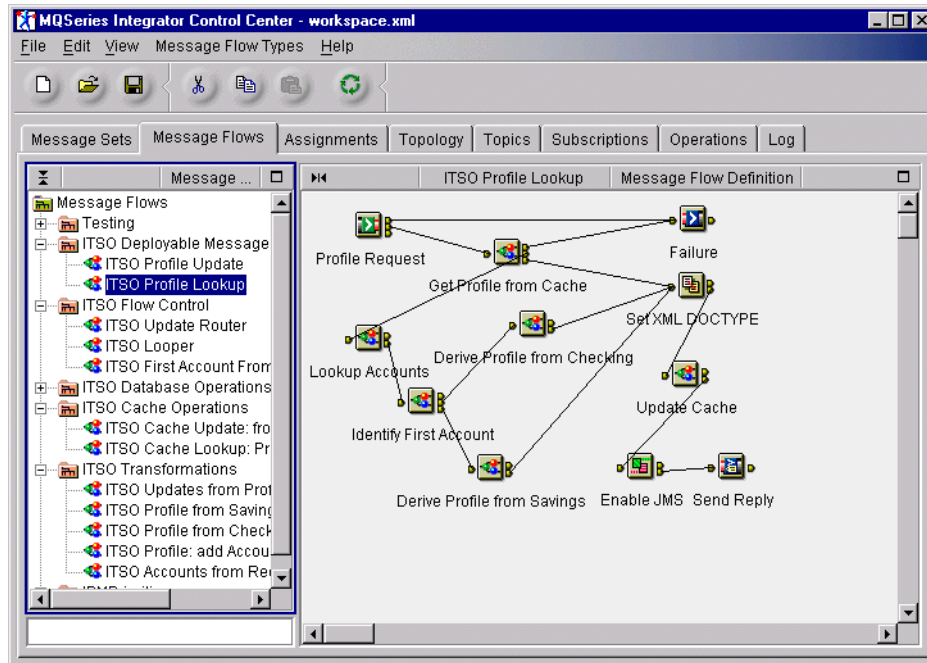 MQSeries Integrator Control Center - workspace.xml
File Edit View Message Flow Types Help
Message Sets Message Flows Assignments Topology Topics Subscriptions Operations Log
Message ...
ITSO Profile Lookup Message Flow Definition
Message Flows
Testing
ITSO Deployable Message
ITSO Profile Update
ITSO Profile Lookup
ITSO Flow Control
ITSO Update Router
ITSO Looper
ITSO First Account From
ITSO Database Operations
ITSO Cache Operations
ITSO Cache Update: fro
ITSO Cache Lookup: Pr
ITSO Transformations
ITSO Updates from Prof
ITSO Profile from Saving
ITSO Profile from Check
ITSO Profile: add Accou
ITSO Accounts from Re
Profile Request
Failure
Get Profile from Cache
Set XML DOCTYPE
Derive Profile from Checking
Lookup Accounts
Update Cache
Identify First Account
Derive Profile from Savings
Enable JMS Send Reply